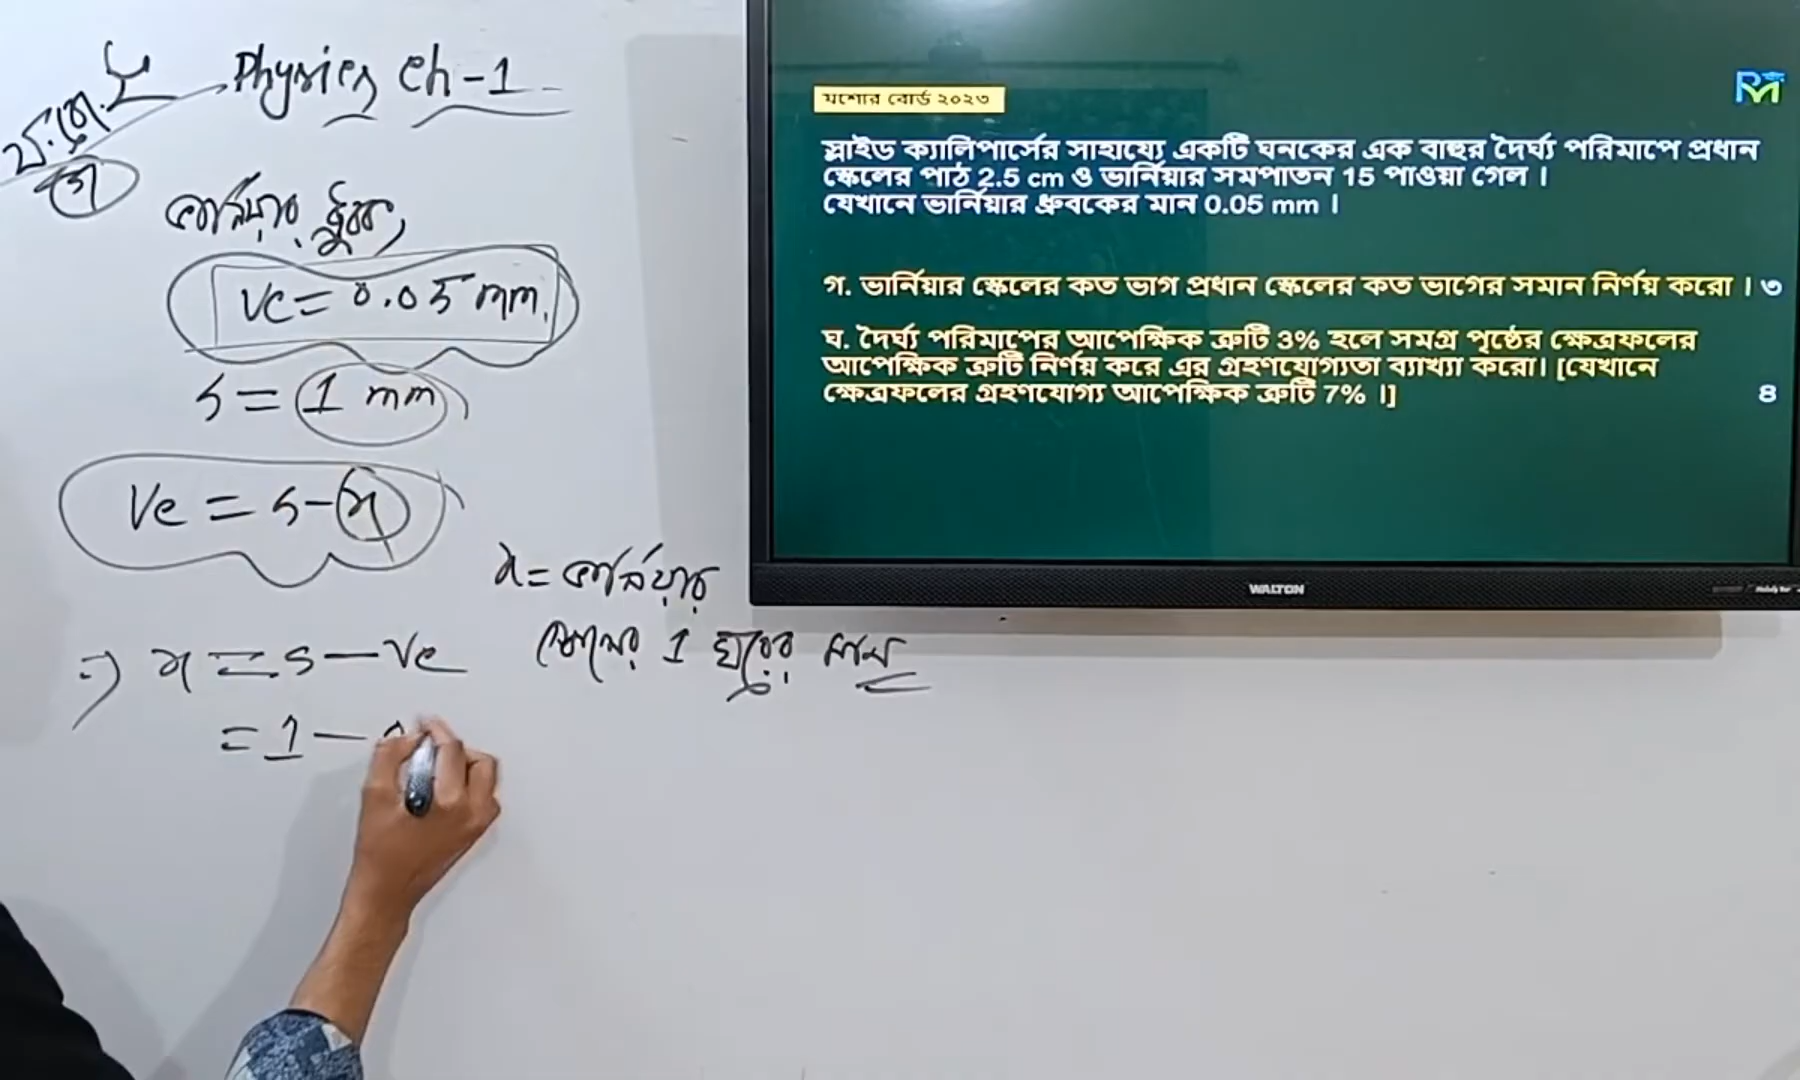 Physics Ch-1
গ
ভার্নিয়ার ধ্রুবক,
VC = 0.05 mm.
s = 1 mm
Vc = s - x
x = ভার্নিয়ার
স্কেলের 1 ঘরের মান
⇒ x = s - Vc
= 1 -
যশোর বোর্ড ২০২৩
স্লাইড ক্যালিপার্সের সাহায্যে একটি ঘনকের এক বাহুর দৈর্ঘ্য পরিমাপে প্রধান
স্কেলের পাঠ 2.5 cm ও ভার্নিয়ার সমপাতন 15 পাওয়া গেল।
যেখানে ভার্নিয়ার ধ্রুবকের মান 0.05 mm।
গ. ভার্নিয়ার স্কেলের কত ভাগ প্রধান স্কেলের কত ভাগের সমান নির্ণয় করো। ৩
ঘ. দৈর্ঘ্য পরিমাপের আপেক্ষিক ত্রুটি 3% হলে সমগ্র পৃষ্ঠের ক্ষেত্রফলের
আপেক্ষিক ত্রুটি নির্ণয় করে এর গ্রহণযোগ্যতা ব্যাখ্যা করো। [যেখানে
ক্ষেত্রফলের গ্রহণযোগ্য আপেক্ষিক ত্রুটি 7% ।] ৪
WALTON